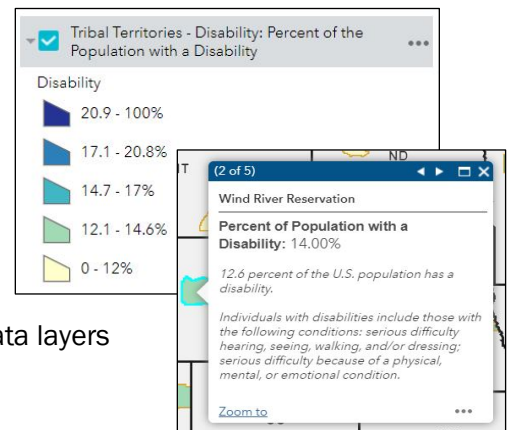 Tribal Territories - Disability: Percent of the
Population with a Disability
Disability
20.9 - 100%
17.1 - 20.8%
14.7 - 17%
12.1 - 14.6%
0 - 12%
ata layers
ND
(2 of 5)
Wind River Reservation
Percent of Population with a
Disability: 14.00%
12.6 percent of the U.S. population has a
disability.
Individuals with disabilities include those with
the following conditions: serious difficulty
hearing, seeing, walking, and/or dressing;
serious difficulty because of a physical,
mental, or emotional condition.
Zoom to